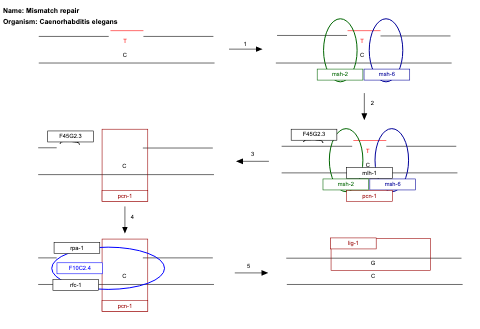 Name: Mismatch repair
Organism: Caenorhabditis elegans
T
C
1
T
C
msh-2
msh-6
2
F45G2.3
C
pcn-1
3
F45G2.3
T
C
mlh-1
msh-2
msh-6
pcn-1
4
rpa-1
F10C2.4
C
rfc-1
pcn-1
5
lig-1
G
C